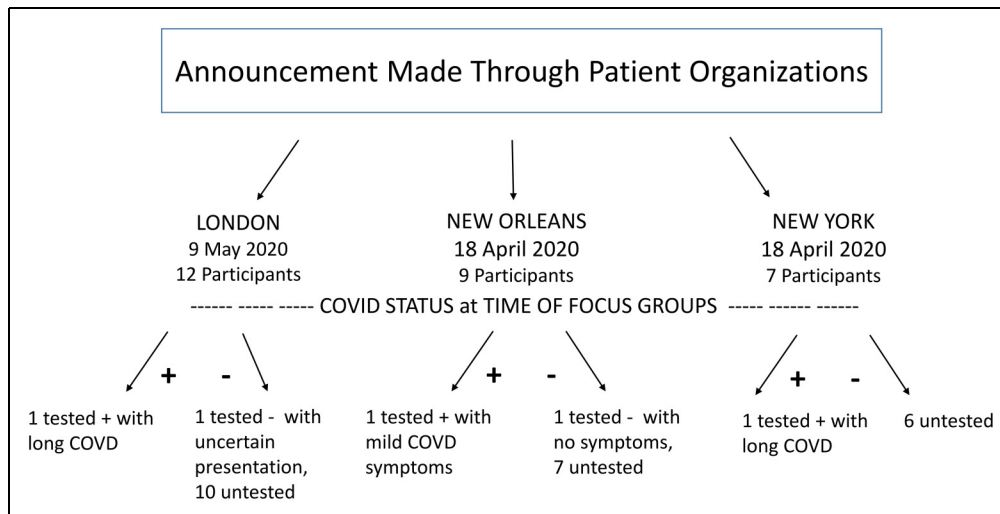 Announcement Made Through Patient Organizations
LONDON
9 May 2020
12 Participants
NEW ORLEANS
18 April 2020
9 Participants
NEW YORK
18 April 2020
7 Participants
------ ----- ----- COVID STATUS at TIME OF FOCUS GROUPS ----- ------ ------
+ -
+ -
+ -
1 tested + with
long COVD
1 tested - with
uncertain
presentation,
10 untested
1 tested + with
mild COVD
symptoms
1 tested - with
no symptoms,
7 untested
1 tested + with
long COVD
6 untested